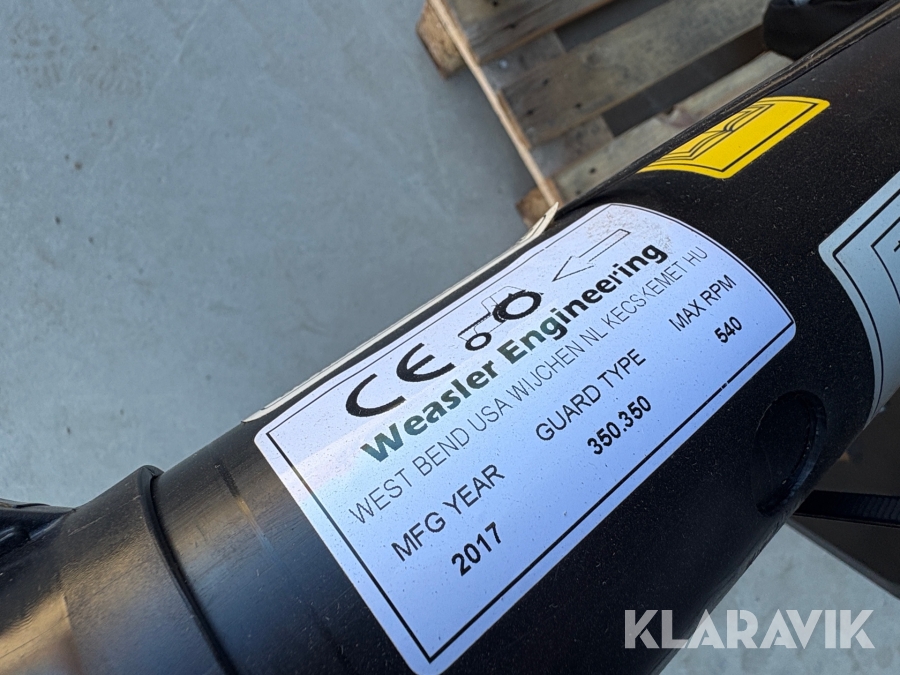 CE
Weasler Engineering
WEST BEND USA WIJCHEN NL KECSKEMET HU
MFG YEAR GUARD TYPE MAX RPM
2017 350.350 540
KLARAVIK